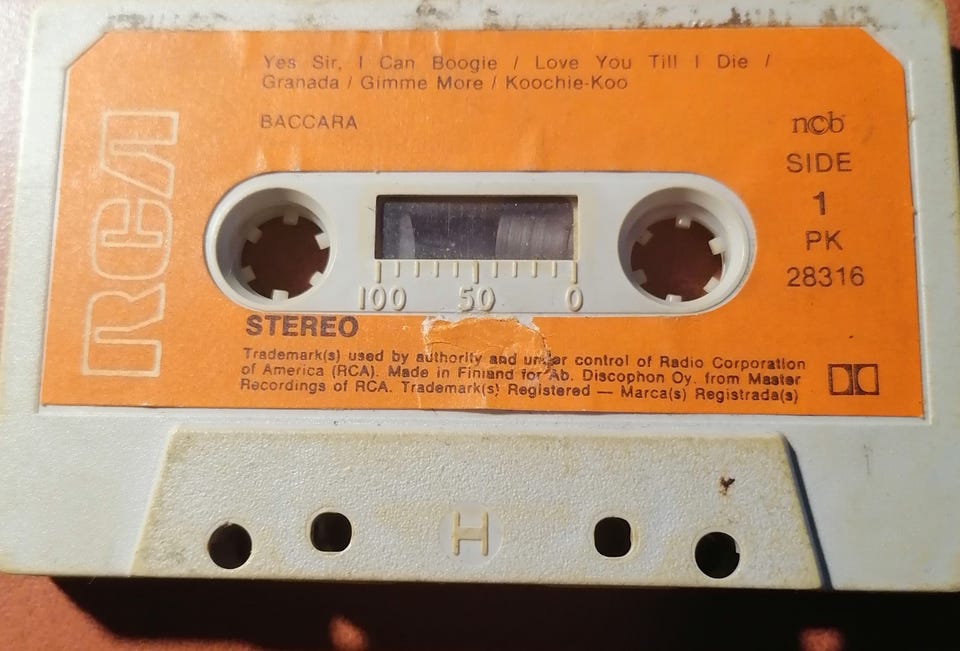 Yes Sir, I Can Boogie / Love You Till I Die /
Granada / Gimme More / Koochie-Koo
BACCARA
RCA
ncb
SIDE
1
PK
28316
100 50 0
STEREO
Trademark(s) used by authority and under control of Radio Corporation
of America (RCA). Made in Finland for Ab. Discophon Oy. from Master
Recordings of RCA. Trademark(s) Registered — Marca(s) Registrada(s)
H